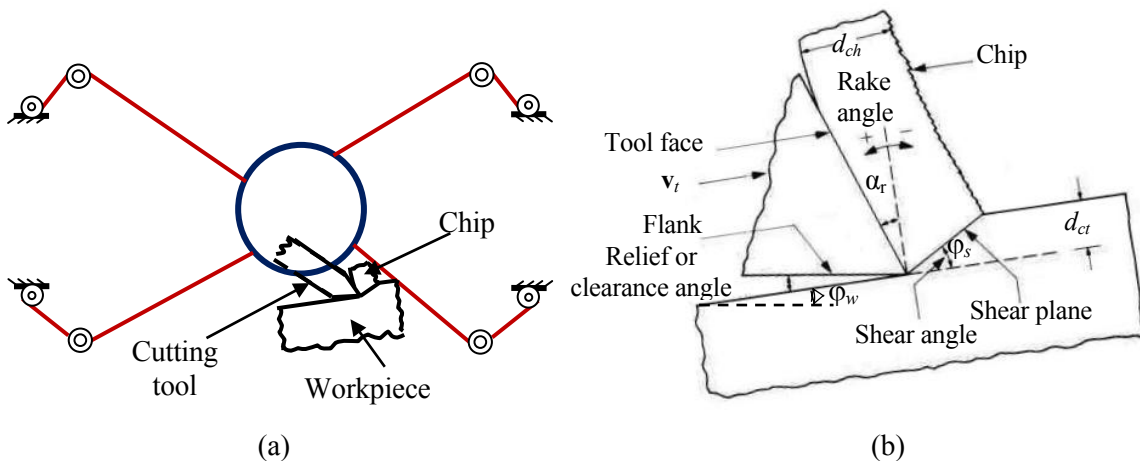 Chip
Cutting
tool
Workpiece
(a)
d_ch
Chip
Rake
angle
+ −
Tool face
v_t
α_r
Flank
Relief or
clearance angle
d_ct
φ_s
φ_w
Shear plane
Shear angle
(b)